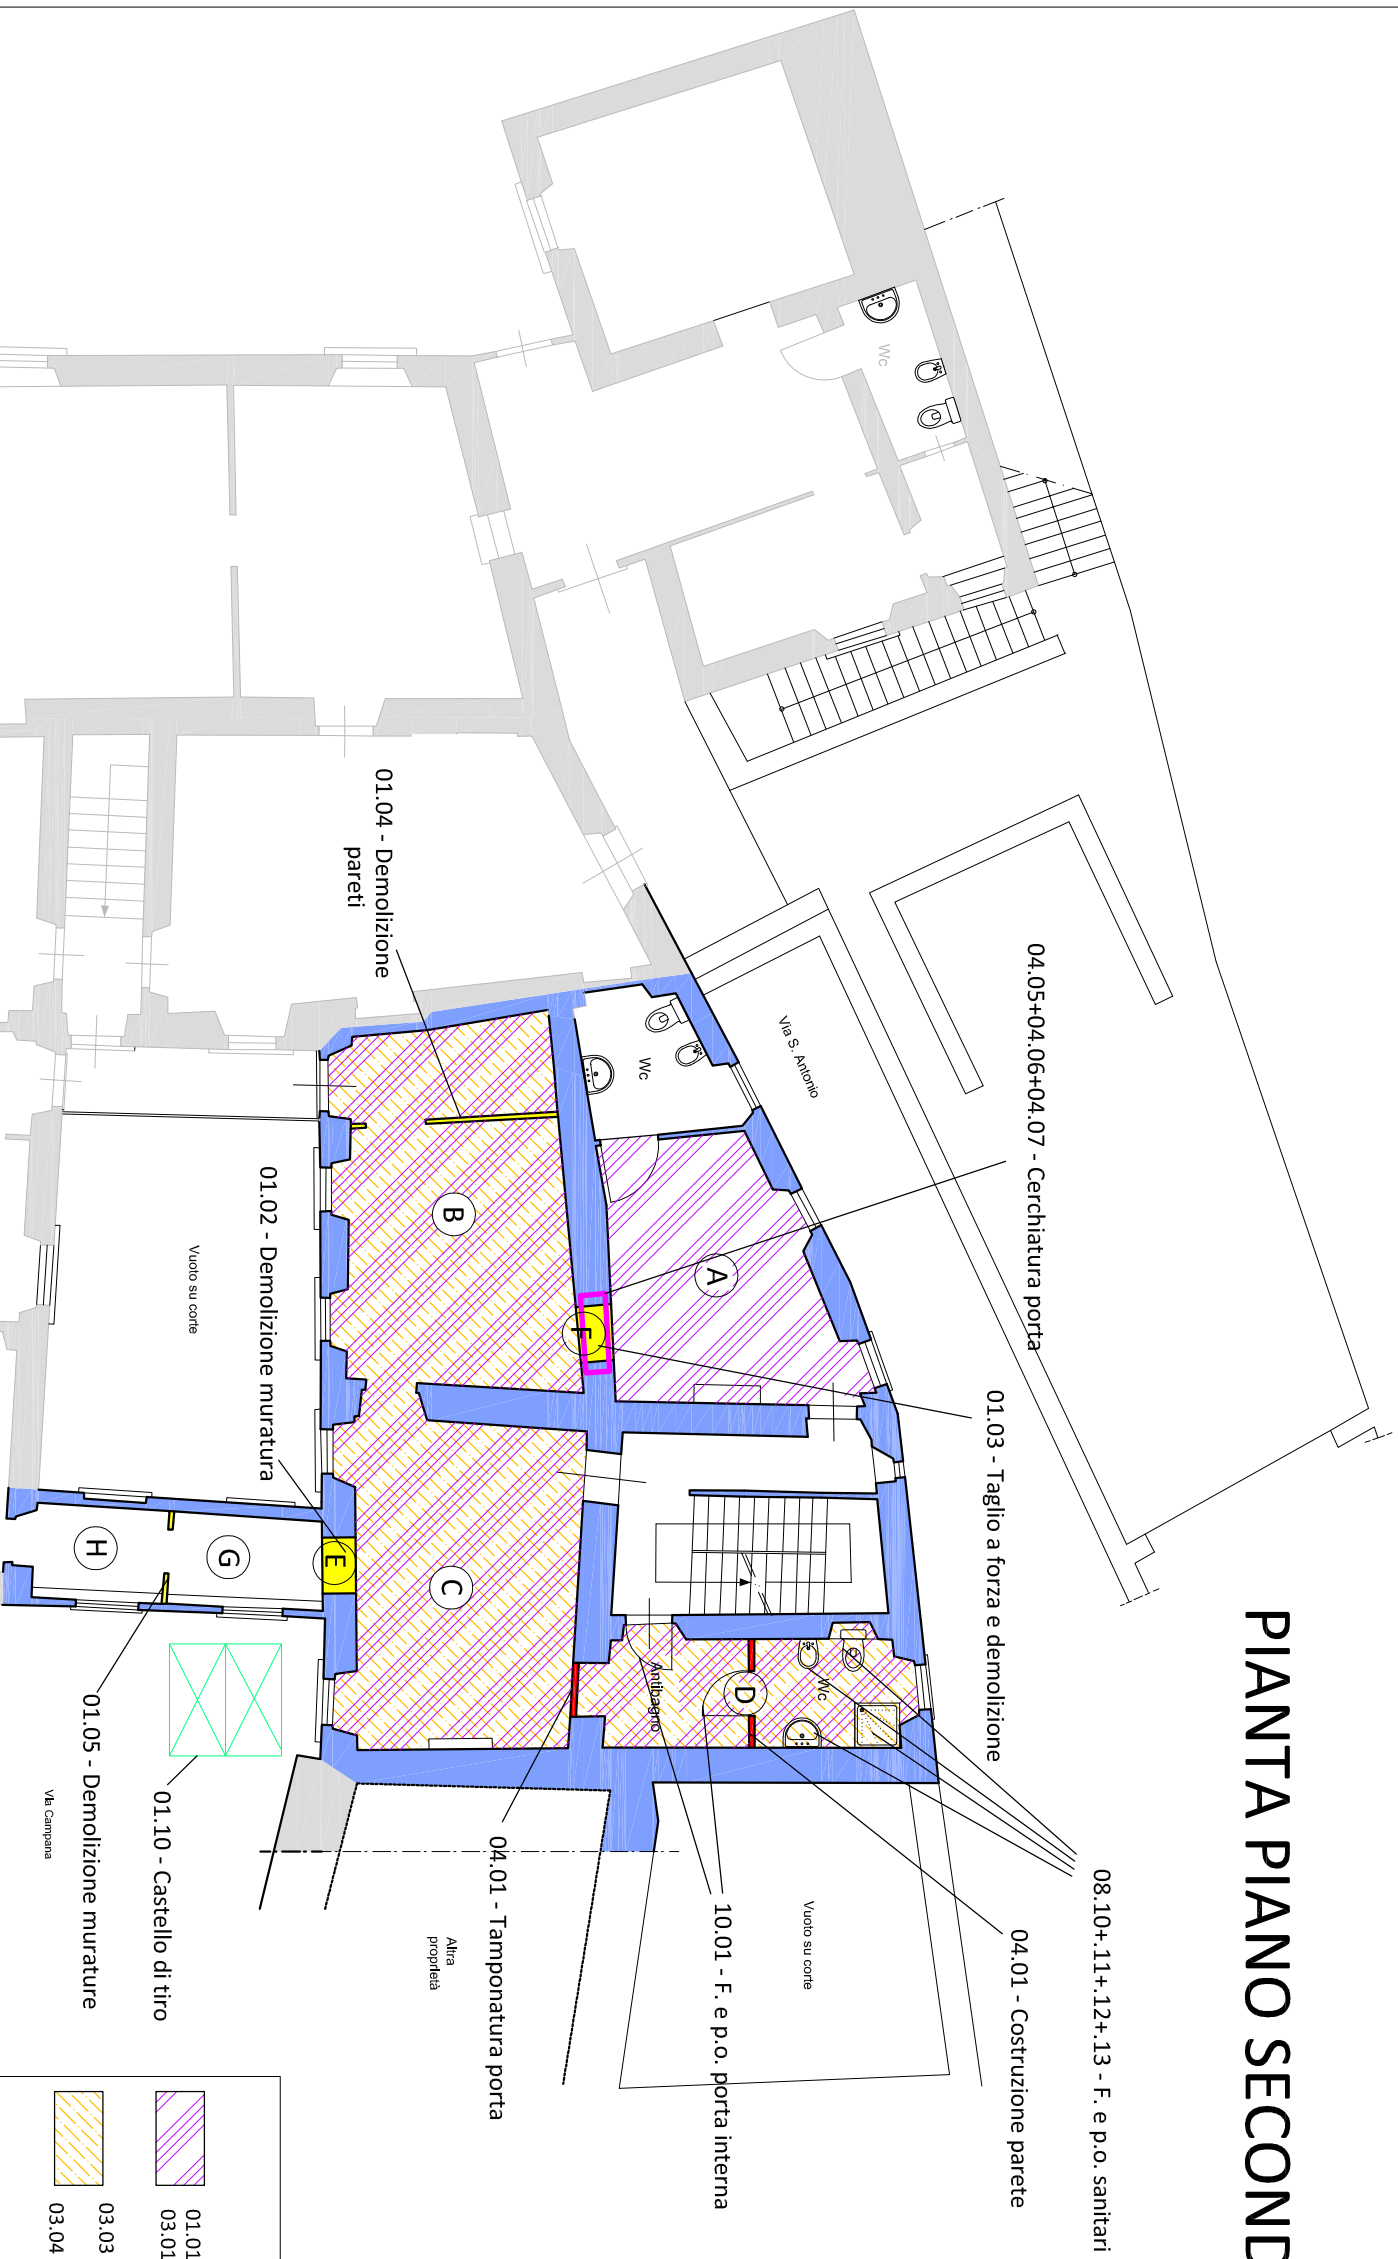 PIANTA PIANO SECOND
08.10+.11+.12+.13 - F. e p.o. sanitari
04.05+04.06+04.07 - Cerchiatura porta
04.01 - Costruzione parete
01.03 - Taglio a forza e demolizione
Wc
Via S. Antonio
Vuoto su corte
Wc
A
D
10.01 - F. e p.o. porta interna
Antibagno
Wc
F
04.01 - Tamponatura porta
B
C
Altra
proprietà
01.04 - Demolizione
pareti
E
01.02 - Demolizione muratura
G
Vuoto su corte
01.10 - Castello di tiro
H
01.05 - Demolizione murature
Via Campana
01.01
03.01
03.03
03.04